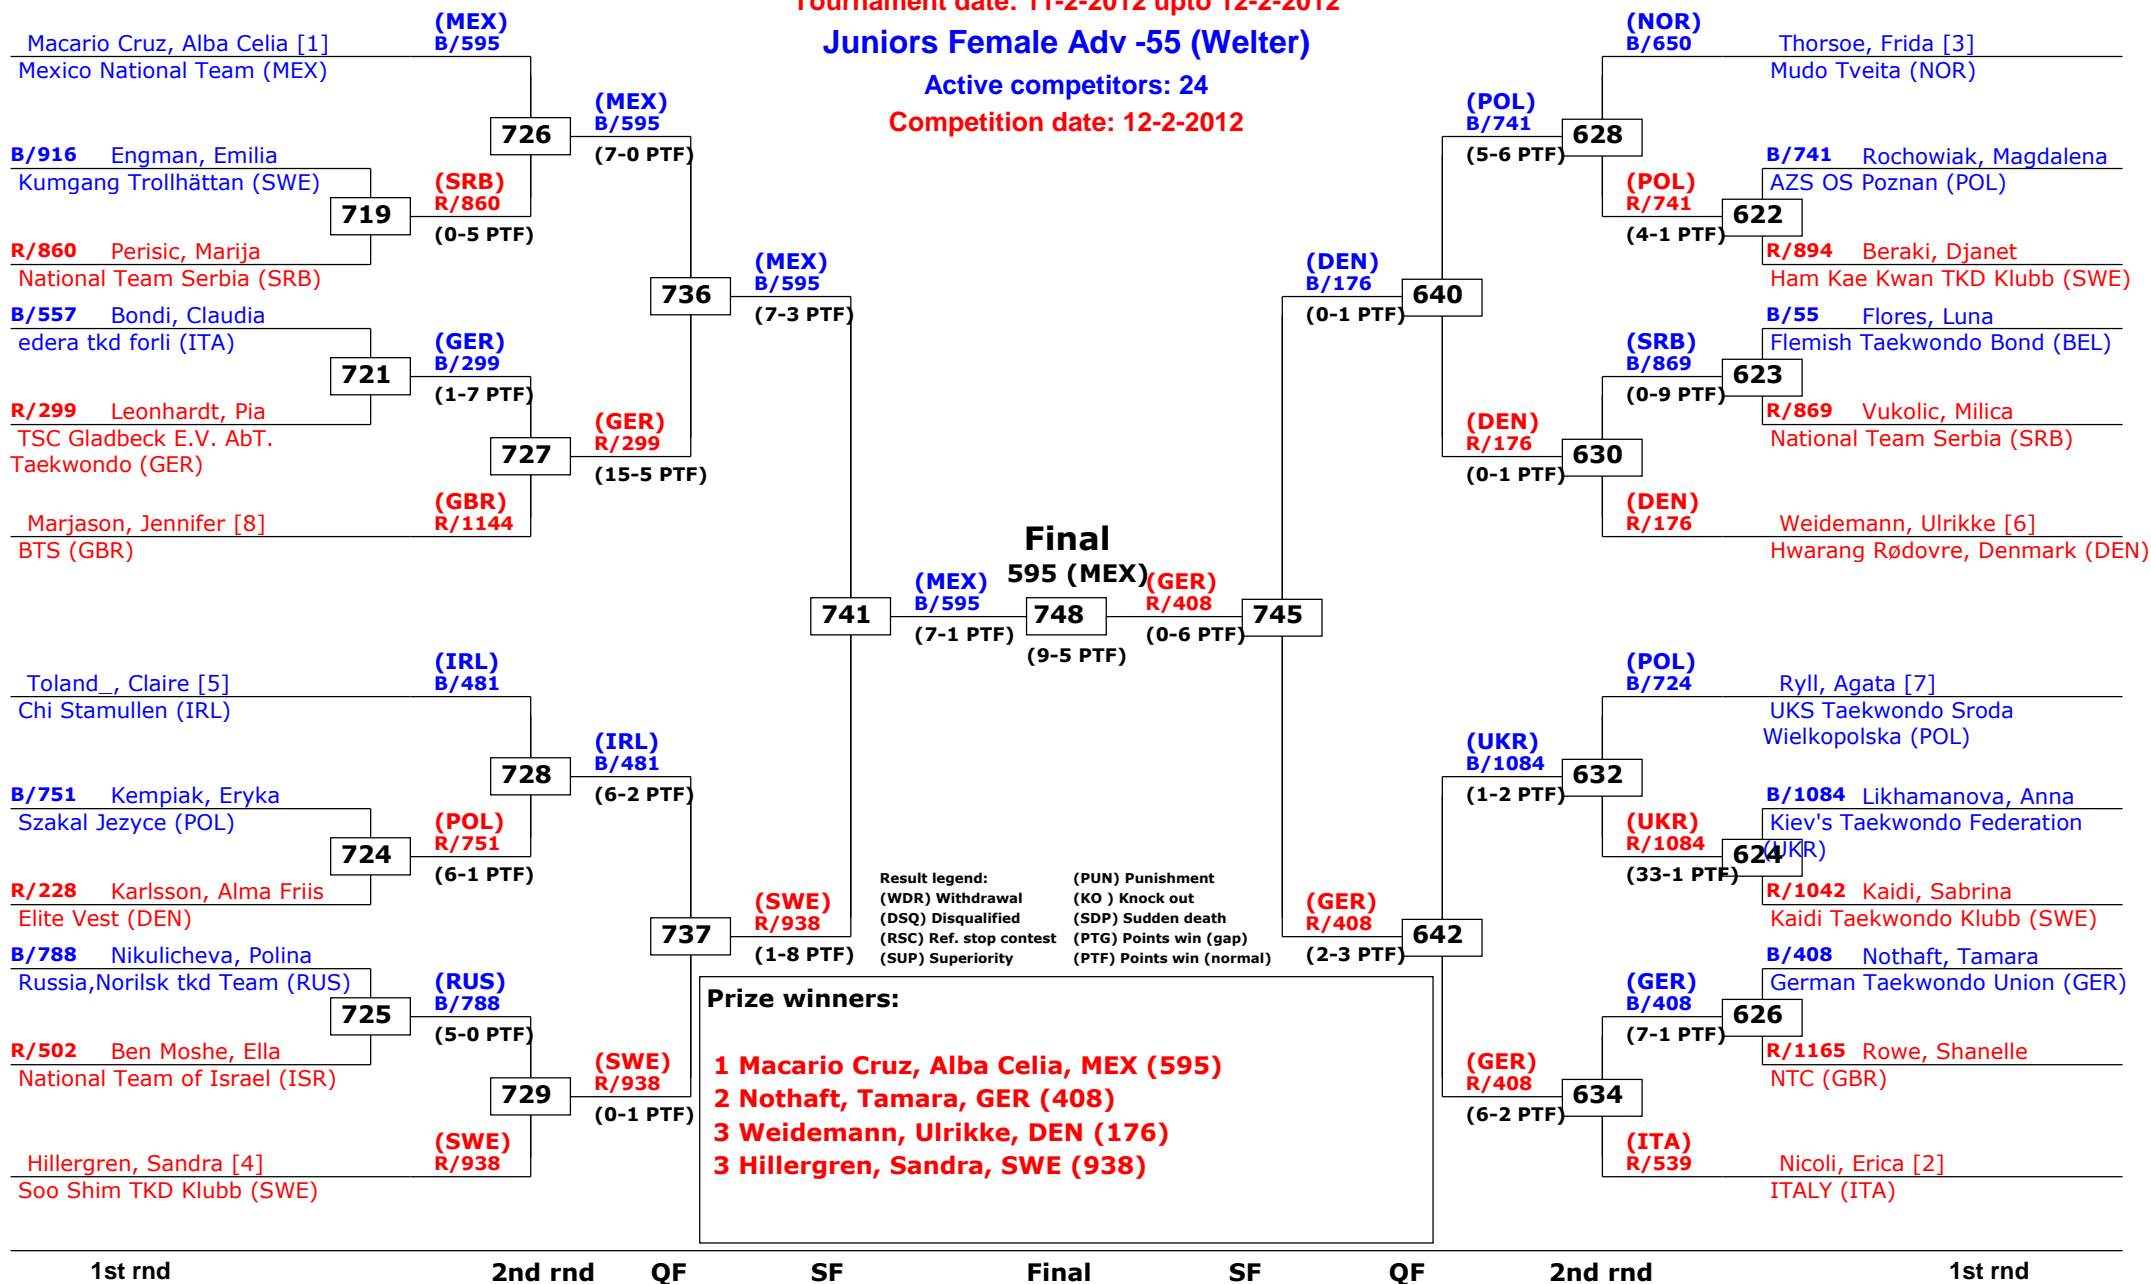 Tournament date: 11-2-2012 upto 12-2-2012
Juniors Female Adv -55 (Welter)
Active competitors: 24
Competition date: 12-2-2012
Macario Cruz, Alba Celia [1]
Mexico National Team (MEX)
(MEX)
B/595
B/916 Engman, Emilia
Kumgang Trollhättan (SWE)
719
R/860 Perisic, Marija
National Team Serbia (SRB)
(SRB)
R/860
(0-5 PTF)
726
(MEX)
B/595
(7-0 PTF)
B/557 Bondi, Claudia
edera tkd forli (ITA)
721
R/299 Leonhardt, Pia
TSC Gladbeck E.V. AbT.
Taekwondo (GER)
(GER)
B/299
(1-7 PTF)
727
(GER)
R/299
(15-5 PTF)
(GBR)
R/1144
Marjason, Jennifer [8]
BTS (GBR)
736
(MEX)
B/595
(7-3 PTF)
Toland_, Claire [5]
Chi Stamullen (IRL)
(IRL)
B/481
B/751 Kempiak, Eryka
Szakal Jezyce (POL)
724
R/228 Karlsson, Alma Friis
Elite Vest (DEN)
(POL)
R/751
(6-1 PTF)
728
(IRL)
B/481
(6-2 PTF)
B/788 Nikulicheva, Polina
Russia,Norilsk tkd Team (RUS)
725
R/502 Ben Moshe, Ella
National Team of Israel (ISR)
(RUS)
B/788
(5-0 PTF)
729
(SWE)
R/938
(0-1 PTF)
(SWE)
R/938
Hillergren, Sandra [4]
Soo Shim TKD Klubb (SWE)
737
(SWE)
R/938
(1-8 PTF)
741
(MEX)
B/595
(7-1 PTF)
Final
595 (MEX)
748
(9-5 PTF)
(GER)
R/408
(0-6 PTF)
745
(NOR)
B/650
Thorsoe, Frida [3]
Mudo Tveita (NOR)
(POL)
B/741
(5-6 PTF)
628
B/741 Rochowiak, Magdalena
AZS OS Poznan (POL)
(POL)
R/741
(4-1 PTF)
622
R/894 Beraki, Djanet
Ham Kae Kwan TKD Klubb (SWE)
(DEN)
B/176
(0-1 PTF)
640
B/55 Flores, Luna
Flemish Taekwondo Bond (BEL)
(SRB)
B/869
(0-9 PTF)
623
R/869 Vukolic, Milica
National Team Serbia (SRB)
(DEN)
R/176
(0-1 PTF)
630
(DEN)
R/176
Weidemann, Ulrikke [6]
Hwarang Rødovre, Denmark (DEN)
(POL)
B/724
Ryll, Agata [7]
UKS Taekwondo Sroda
Wielkopolska (POL)
(UKR)
B/1084
(1-2 PTF)
632
B/1084 Likhamanova, Anna
Kiev's Taekwondo Federation
(UKR)
(UKR)
R/1084
(33-1 PTF)
624
R/1042 Kaidi, Sabrina
Kaidi Taekwondo Klubb (SWE)
(GER)
R/408
(2-3 PTF)
642
B/408 Nothaft, Tamara
German Taekwondo Union (GER)
(GER)
B/408
(7-1 PTF)
626
R/1165 Rowe, Shanelle
NTC (GBR)
(GER)
R/408
(6-2 PTF)
634
(ITA)
R/539
Nicoli, Erica [2]
ITALY (ITA)
Result legend: (PUN) Punishment
(WDR) Withdrawal (KO ) Knock out
(DSQ) Disqualified (SDP) Sudden death
(RSC) Ref. stop contest (PTG) Points win (gap)
(SUP) Superiority (PTF) Points win (normal)
Prize winners:
1 Macario Cruz, Alba Celia, MEX (595)
2 Nothaft, Tamara, GER (408)
3 Weidemann, Ulrikke, DEN (176)
3 Hillergren, Sandra, SWE (938)
1st rnd 2nd rnd QF SF Final SF QF 2nd rnd 1st rnd